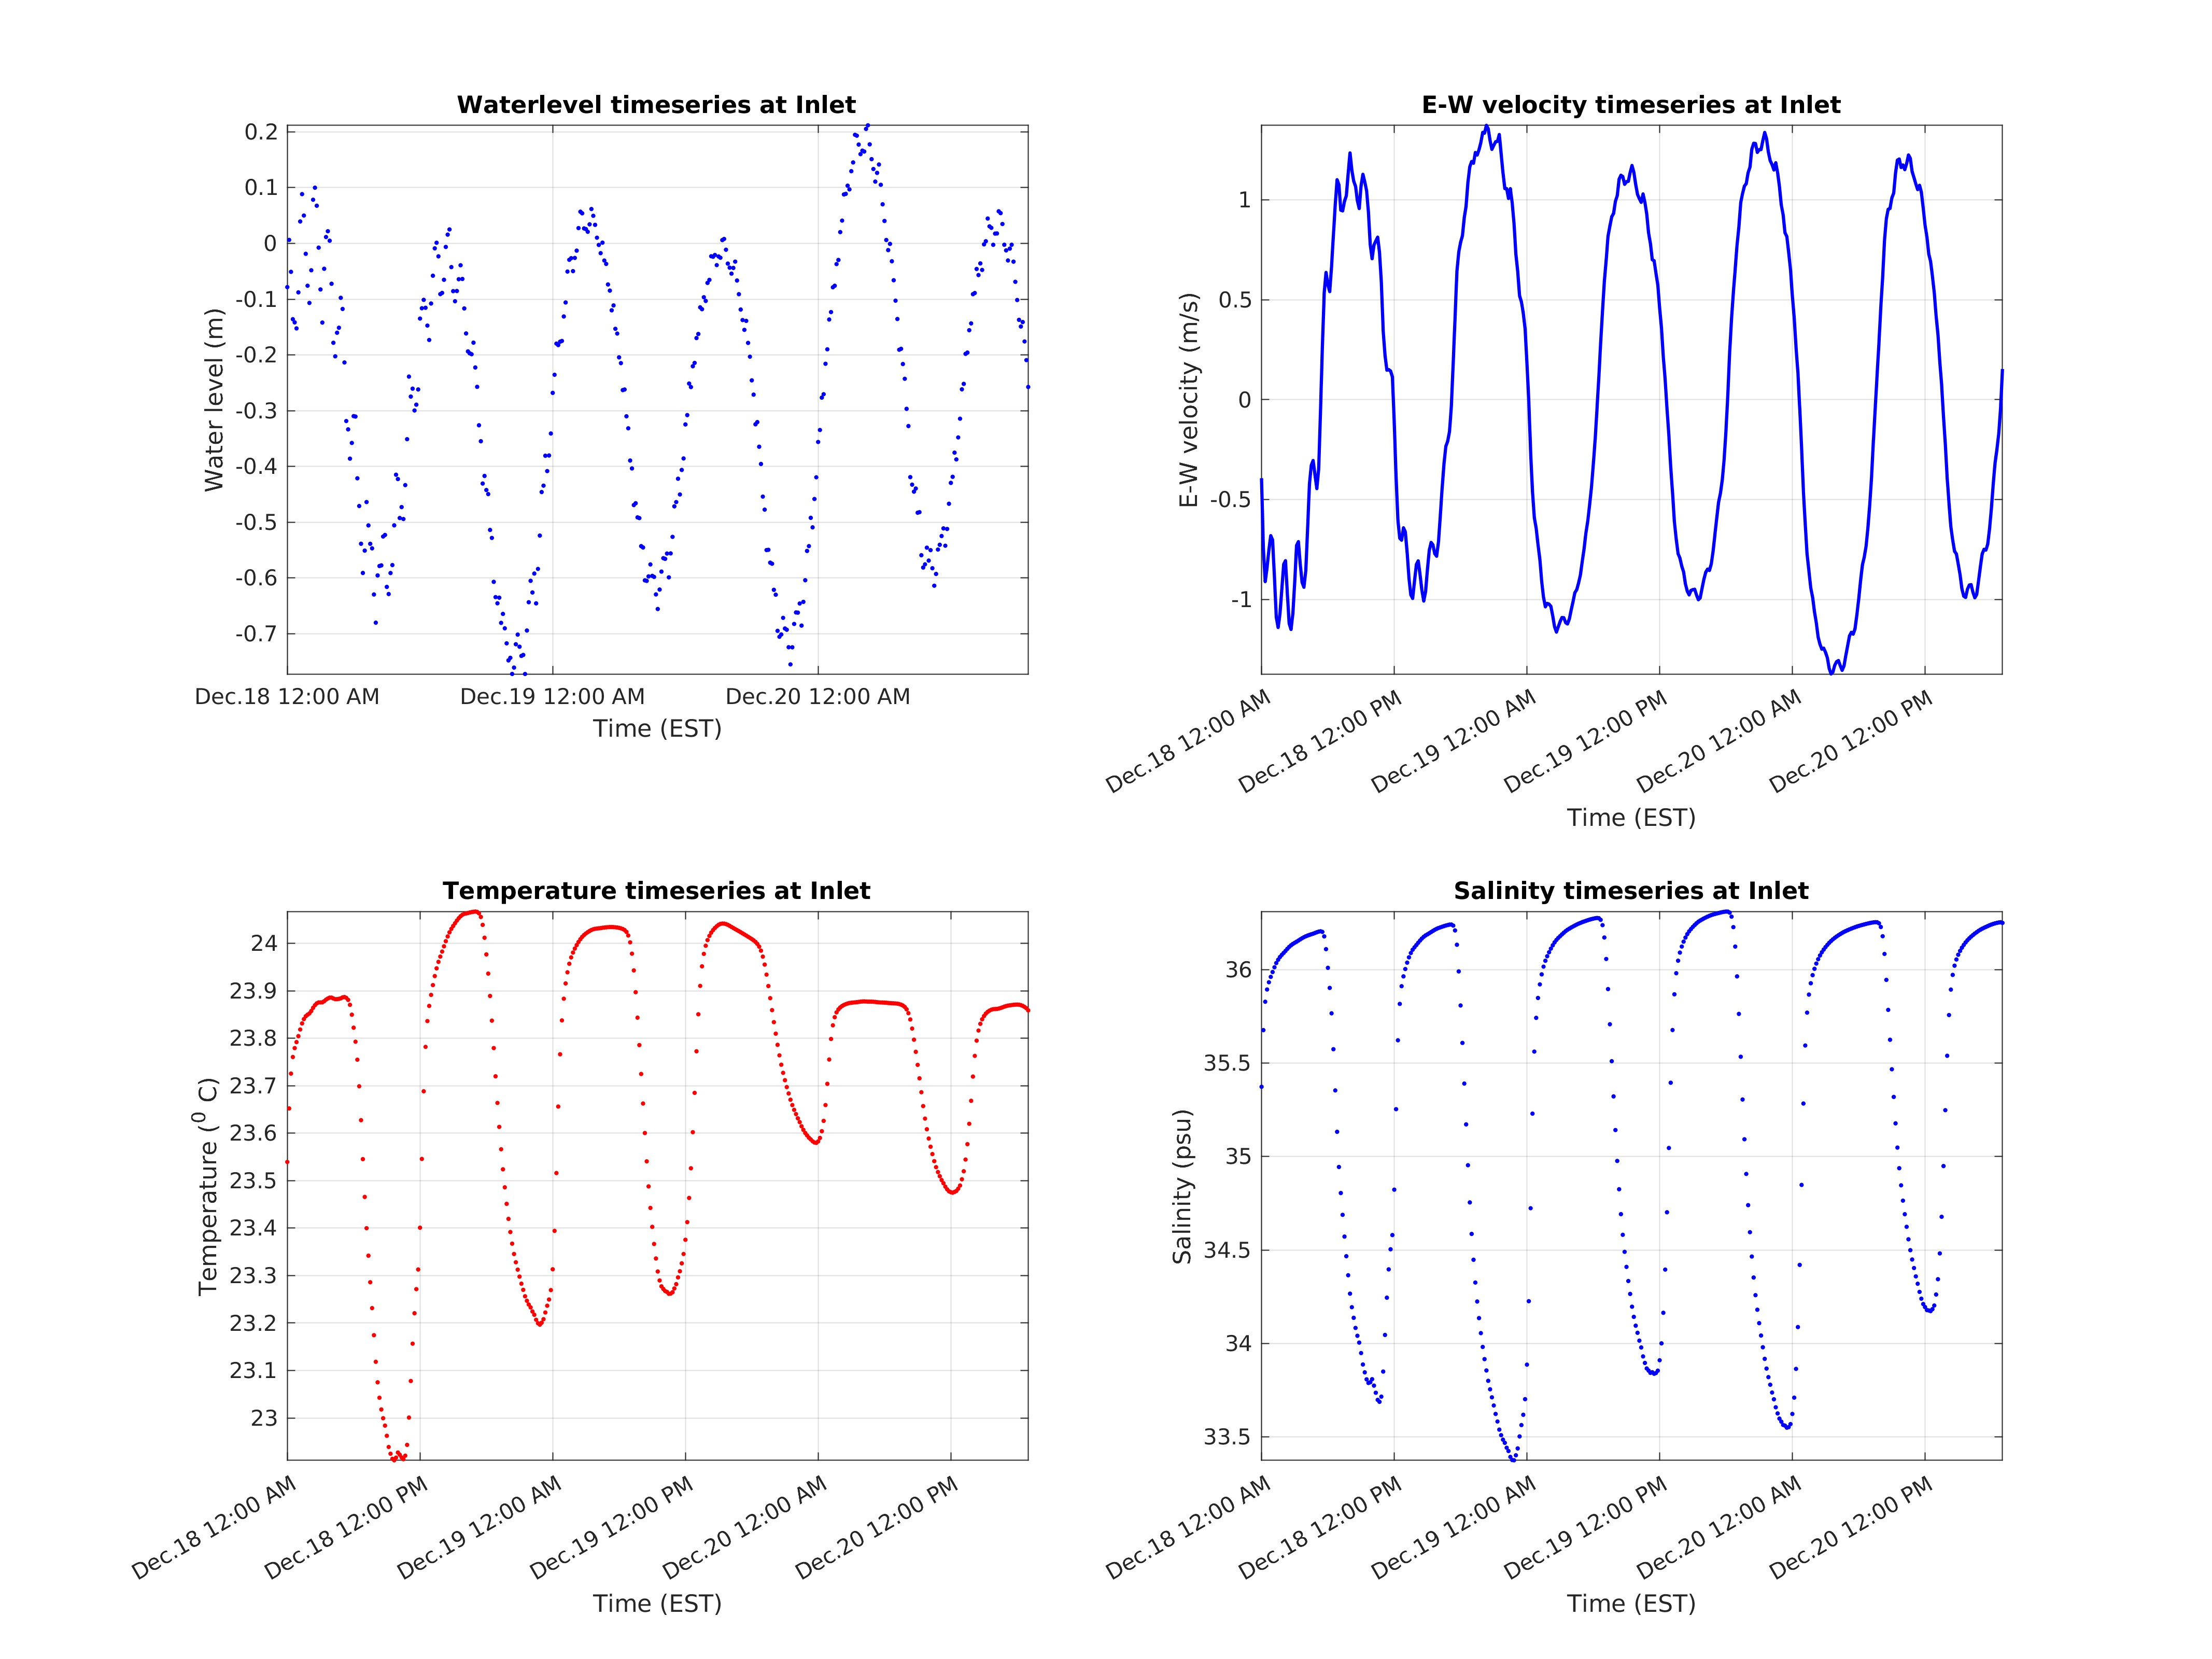 Waterlevel timeseries at Inlet
0.2
0.1
0
-0.1
-0.2
-0.3
-0.4
-0.5
-0.6
-0.7
Water level (m)
Dec.18 12:00 AM
Dec.19 12:00 AM
Dec.20 12:00 AM
Time (EST)
E-W velocity timeseries at Inlet
1
0.5
0
-0.5
-1
E-W velocity (m/s)
Dec.18 12:00 AM
Dec.18 12:00 PM
Dec.19 12:00 AM
Dec.19 12:00 PM
Dec.20 12:00 AM
Dec.20 12:00 PM
Time (EST)
Temperature timeseries at Inlet
24
23.9
23.8
23.7
23.6
23.5
23.4
23.3
23.2
23.1
23
Temperature (⁰ C)
Dec.18 12:00 AM
Dec.18 12:00 PM
Dec.19 12:00 AM
Dec.19 12:00 PM
Dec.20 12:00 AM
Dec.20 12:00 PM
Time (EST)
Salinity timeseries at Inlet
36
35.5
35
34.5
34
33.5
Salinity (psu)
Dec.18 12:00 AM
Dec.18 12:00 PM
Dec.19 12:00 AM
Dec.19 12:00 PM
Dec.20 12:00 AM
Dec.20 12:00 PM
Time (EST)